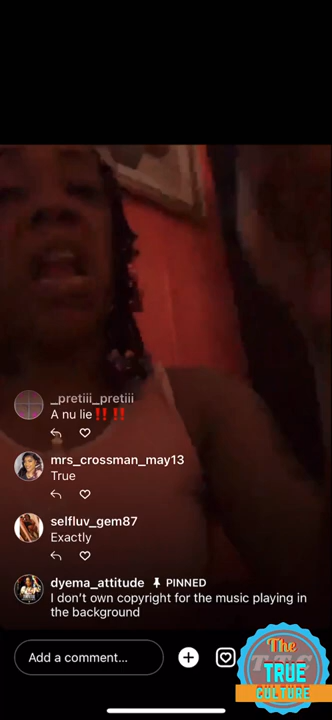 _pretiii_pretiii
A nu lie‼️ ‼️
mrs_crossman_may13
True
selfluv_gem87
Exactly
dyema_attitude PINNED
I don’t own copyright for the music playing in
the background
Add a comment...
The
TRUE
CULTURE